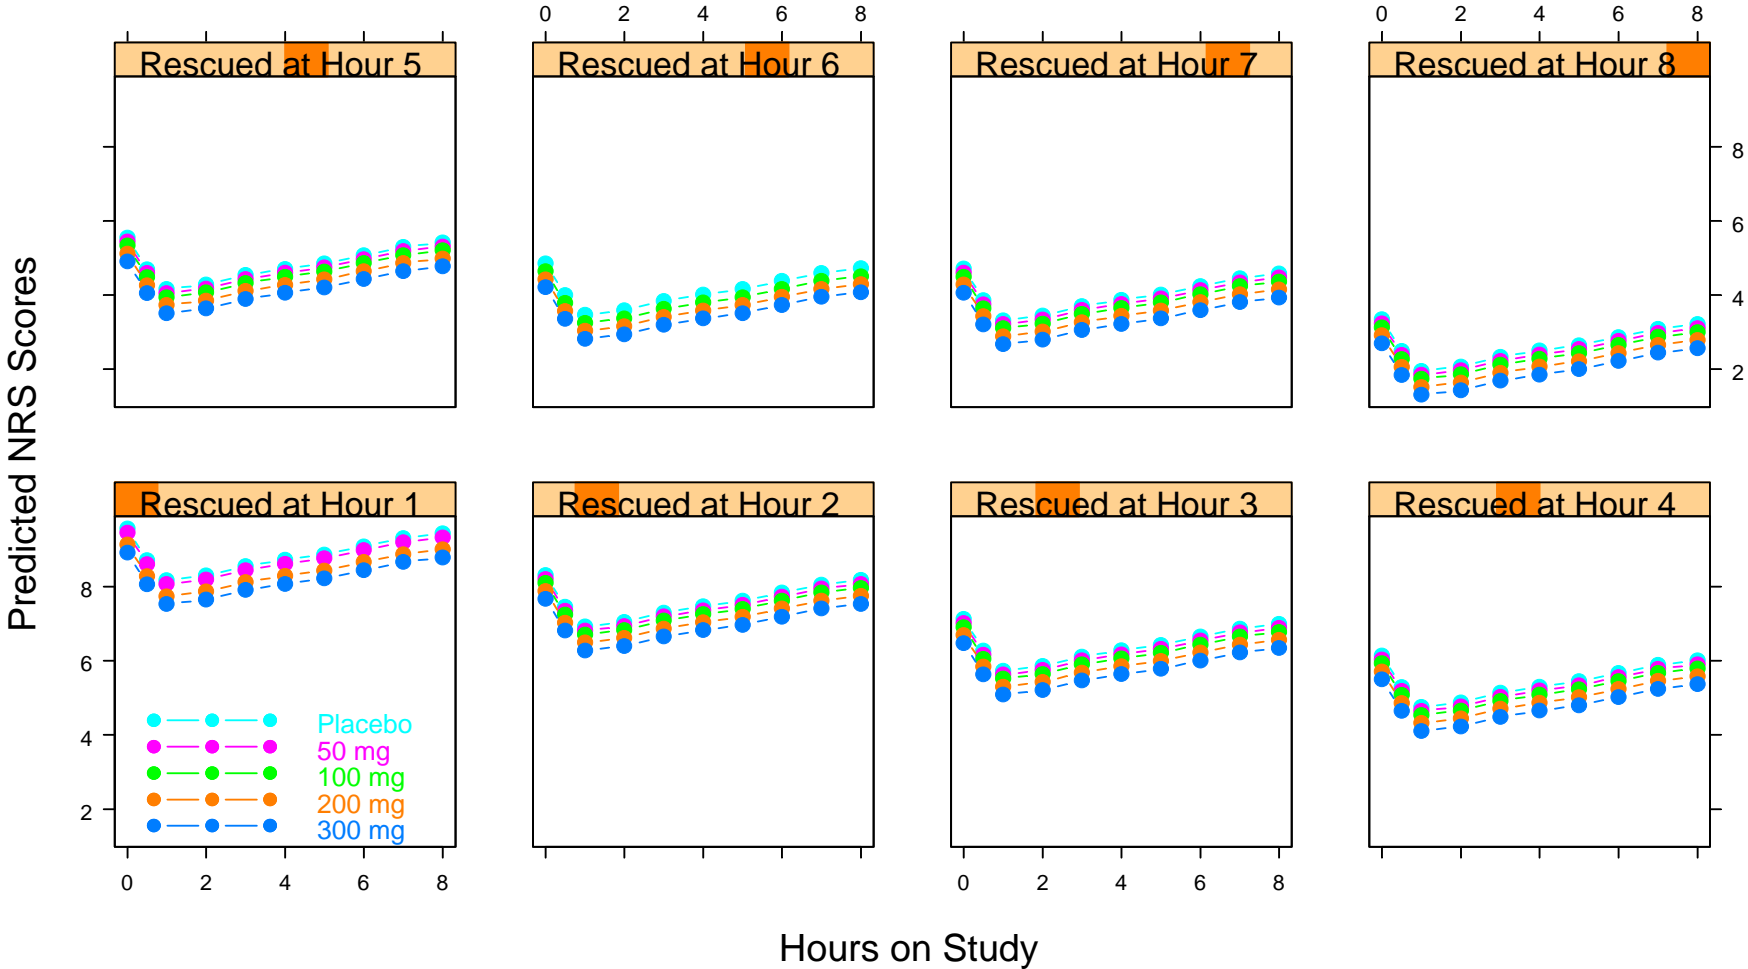 0 2 4 6 8 0 2 4 6 8
Rescued at Hour 5 Rescued at Hour 6 Rescued at Hour 7 Rescued at Hour 8
8
6
4
2
Predicted NRS Scores
Rescued at Hour 1 Rescued at Hour 2 Rescued at Hour 3 Rescued at Hour 4
8
6
4
2
Placebo
50 mg
100 mg
200 mg
300 mg
0 2 4 6 8 0 2 4 6 8
Hours on Study